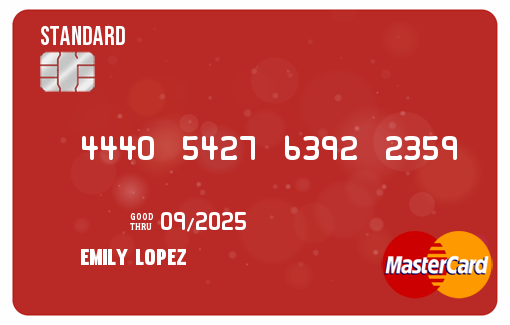 STANDARD
4440 5427 6392 2359
GOOD THRU 09/2025
EMILY LOPEZ
MasterCard